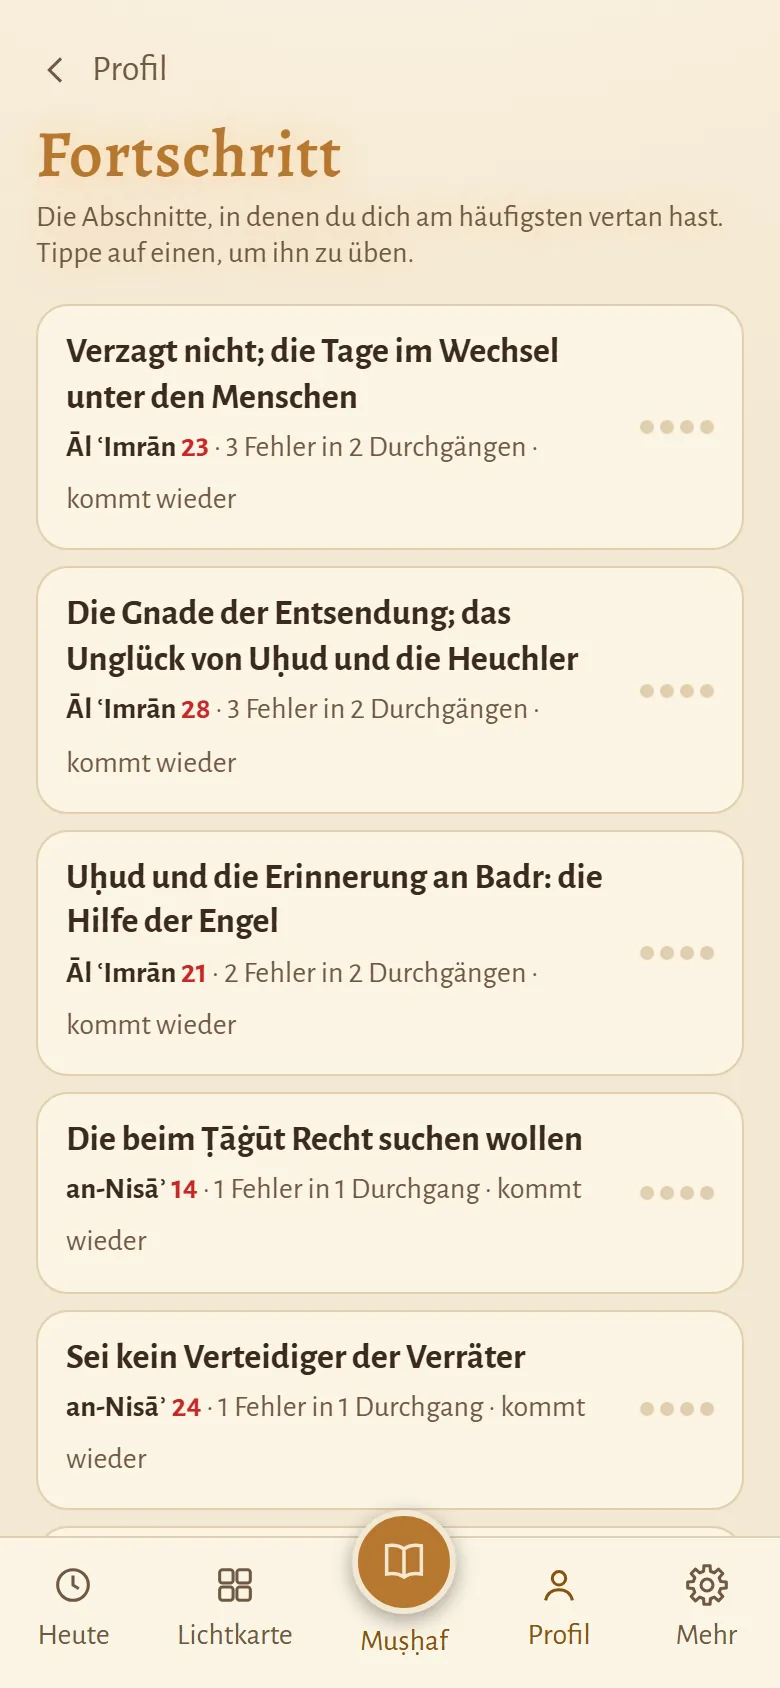 Profil
Fortschritt
Die Abschnitte, in denen du dich am häufigsten vertan hast.
Tippe auf einen, um ihn zu üben.
Verzagt nicht; die Tage im Wechsel
unter den Menschen
Āl ʿImrān 23 · 3 Fehler in 2 Durchgängen ·
kommt wieder
Die Gnade der Entsendung; das
Unglück von Uḥud und die Heuchler
Āl ʿImrān 28 · 3 Fehler in 2 Durchgängen ·
kommt wieder
Uḥud und die Erinnerung an Badr: die
Hilfe der Engel
Āl ʿImrān 21 · 2 Fehler in 2 Durchgängen ·
kommt wieder
Die beim Ṭāġūt Recht suchen wollen
an-Nisāʾ 14 · 1 Fehler in 1 Durchgang · kommt
wieder
Sei kein Verteidiger der Verräter
an-Nisāʾ 24 · 1 Fehler in 1 Durchgang · kommt
wieder
Heute
Lichtkarte
Muṣḥaf
Profil
Mehr